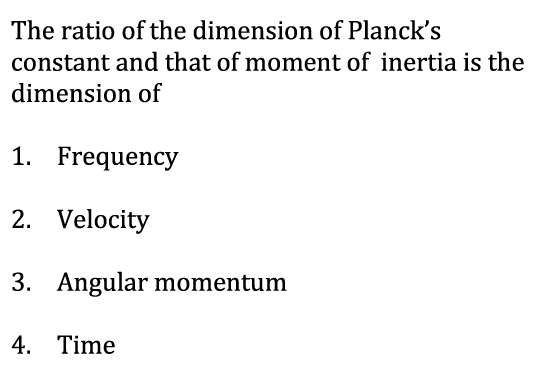 The ratio of the dimension of Planck’s
constant and that of moment of inertia is the
dimension of
1. Frequency
2. Velocity
3. Angular momentum
4. Time